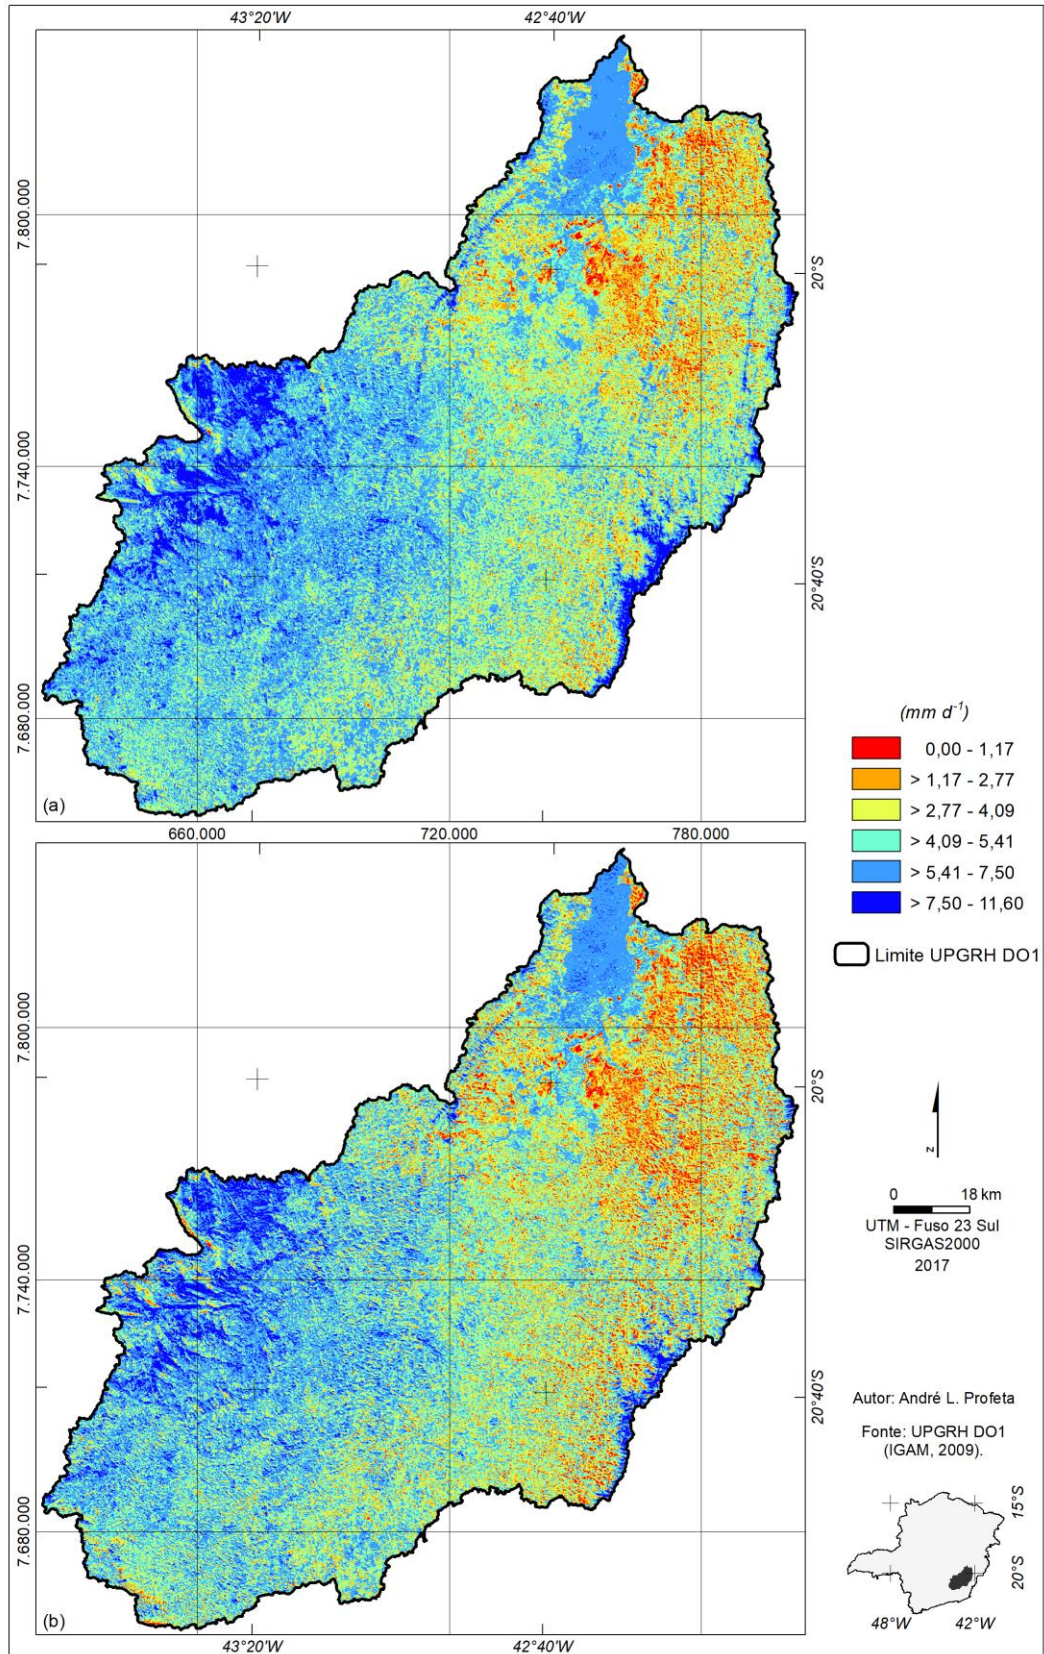 43°20'W 42°40'W
7.800.000
20°S
7.740.000
20°40'S
7.680.000
(a)
660.000 720.000 780.000
(mm d-1)
0,00 - 1,17
> 1,17 - 2,77
> 2,77 - 4,09
> 4,09 - 5,41
> 5,41 - 7,50
> 7,50 - 11,60
Limite UPGRH DO1
7.800.000
20°S
7.740.000
20°40'S
7.680.000
(b)
43°20'W 42°40'W
N
0 18 km
UTM - Fuso 23 Sul
SIRGAS2000
2017
Autor: André L. Profeta
Fonte: UPGRH DO1
(IGAM, 2009).
15°S
20°S
48°W 42°W